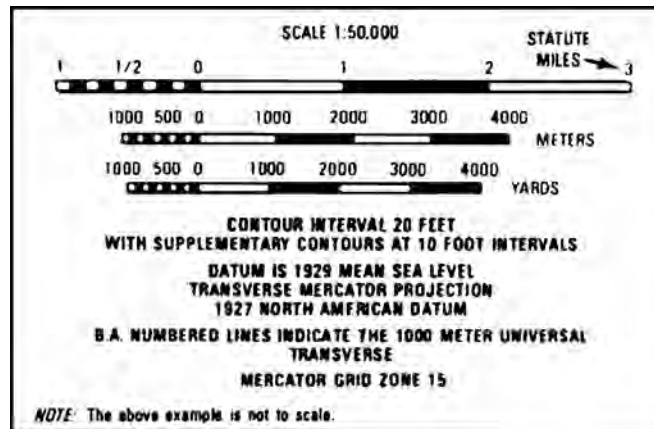 SCALE 1:50,000
STATUTE
MILES
1 1/2 0 1 2 3
1000 500 0 1000 2000 3000 4000
METERS
1000 500 0 1000 2000 3000 4000
YARDS
CONTOUR INTERVAL 20 FEET
WITH SUPPLEMENTARY CONTOURS AT 10 FOOT INTERVALS
DATUM IS 1929 MEAN SEA LEVEL
TRANSVERSE MERCATOR PROJECTION
1927 NORTH AMERICAN DATUM
B.A. NUMBERED LINES INDICATE THE 1000 METER UNIVERSAL
TRANSVERSE
MERCATOR GRID ZONE 15
NOTE: The above example is not to scale.